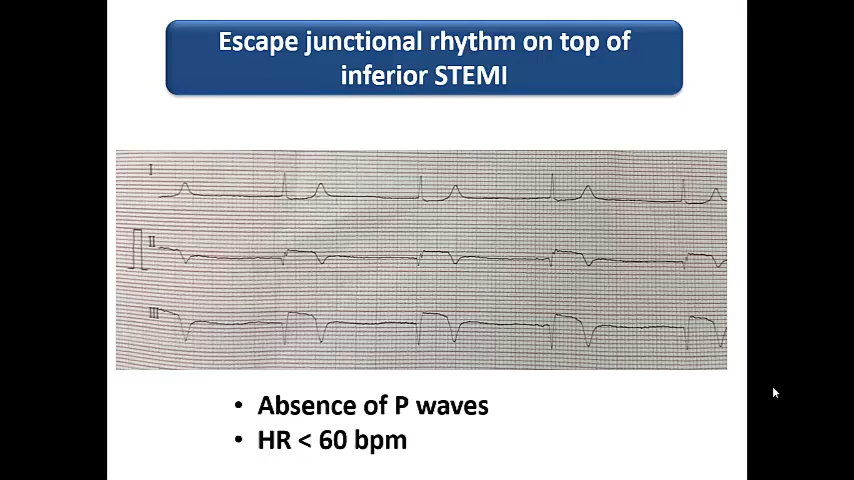 Escape junctional rhythm on top of
inferior STEMI
I
II
III
• Absence of P waves
• HR < 60 bpm